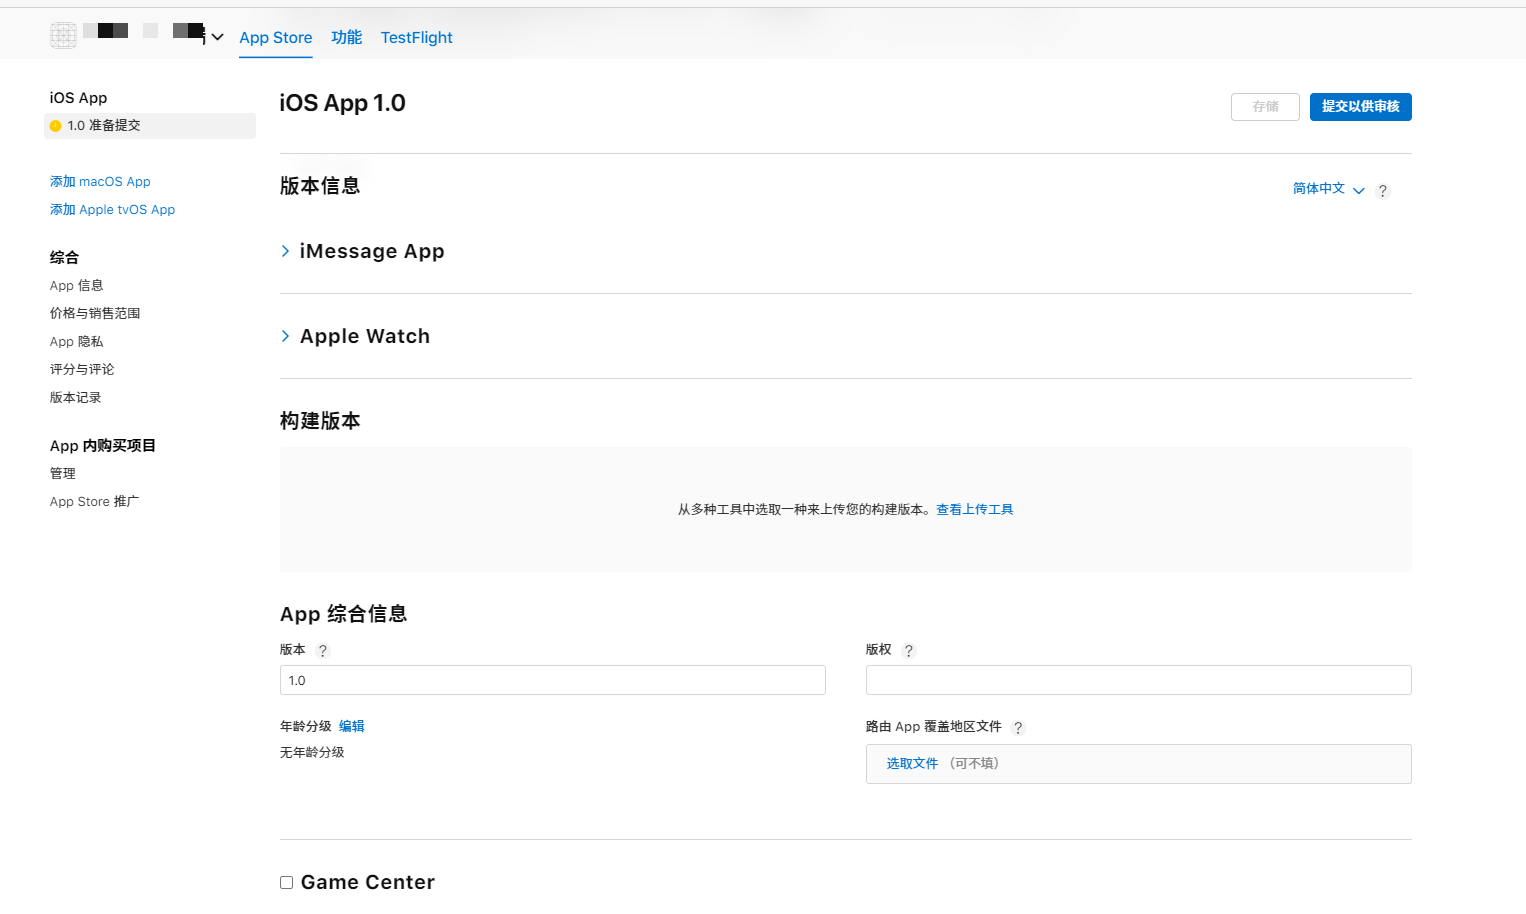 App Store 功能 TestFlight
iOS App
1.0 准备提交
添加 macOS App
添加 Apple tvOS App
综合
App 信息
价格与销售范围
App 隐私
评分与评论
版本记录
App 内购买项目
管理
App Store 推广
iOS App 1.0
存储 提交以供审核
版本信息
简体中文 ?
iMessage App
Apple Watch
构建版本
从多种工具中选取一种来上传您的构建版本。查看上传工具
App 综合信息
版本 ?
1.0
版权 ?
年龄分级 编辑
无年龄分级
路由 App 覆盖地区文件 ?
选取文件 （可不填）
Game Center